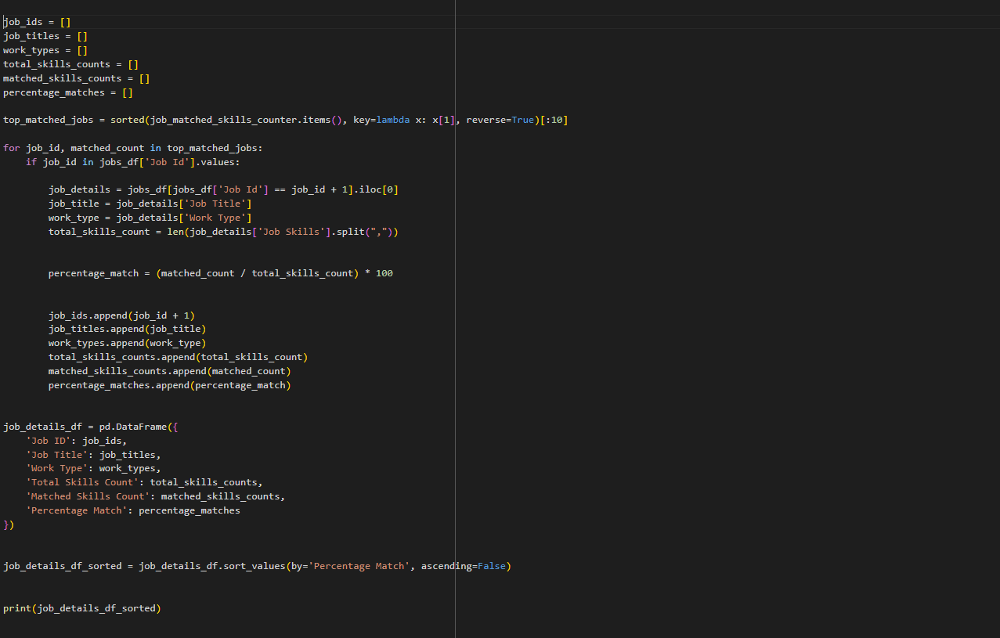 job_ids = []
job_titles = []
work_types = []
total_skills_counts = []
matched_skills_counts = []
percentage_matches = []
top_matched_jobs = sorted(job_matched_skills_counter.items(), key=lambda x: x[1], reverse=True)[:10]
for job_id, matched_count in top_matched_jobs:
    if job_id in jobs_df['Job Id'].values:
        job_details = jobs_df[jobs_df['Job Id'] == job_id + 1].iloc[0]
        job_title = job_details['Job Title']
        work_type = job_details['Work Type']
        total_skills_count = len(job_details['Job Skills'].split(","))
        percentage_match = (matched_count / total_skills_count) * 100
        job_ids.append(job_id + 1)
        job_titles.append(job_title)
        work_types.append(work_type)
        total_skills_counts.append(total_skills_count)
        matched_skills_counts.append(matched_count)
        percentage_matches.append(percentage_match)
job_details_df = pd.DataFrame({
    'Job ID': job_ids,
    'Job Title': job_titles,
    'Work Type': work_types,
    'Total Skills Count': total_skills_counts,
    'Matched Skills Count': matched_skills_counts,
    'Percentage Match': percentage_matches
})
job_details_df_sorted = job_details_df.sort_values(by='Percentage Match', ascending=False)
print(job_details_df_sorted)